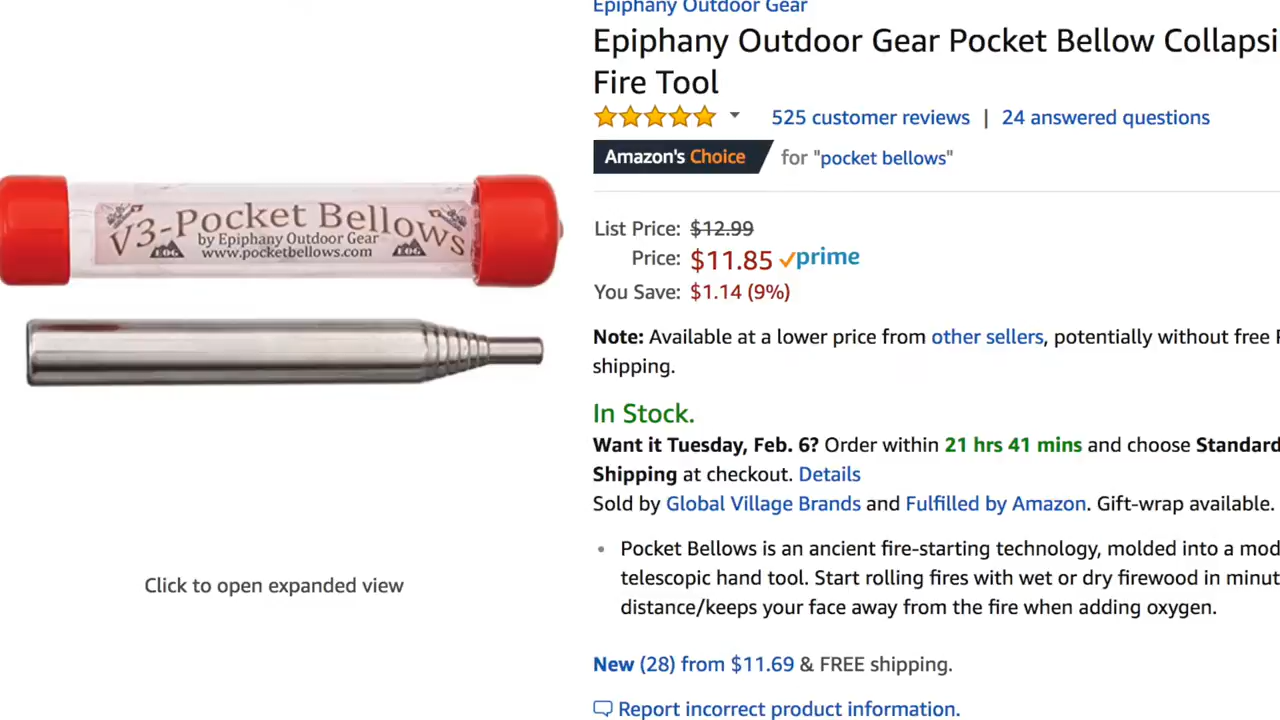 Epiphany Outdoor Gear
Epiphany Outdoor Gear Pocket Bellow Collapsi
Fire Tool
525 customer reviews | 24 answered questions
Amazon's Choice for "pocket bellows"
List Price: $12.99
Price: $11.85 prime
You Save: $1.14 (9%)
Note: Available at a lower price from other sellers, potentially without free
shipping.
In Stock.
Want it Tuesday, Feb. 6? Order within 21 hrs 41 mins and choose Standard
Shipping at checkout. Details
Sold by Global Village Brands and Fulfilled by Amazon. Gift-wrap available.
• Pocket Bellows is an ancient fire-starting technology, molded into a mod
telescopic hand tool. Start rolling fires with wet or dry firewood in minut
distance/keeps your face away from the fire when adding oxygen.
New (28) from $11.69 & FREE shipping.
Report incorrect product information.
V3-Pocket Bellows
by Epiphany Outdoor Gear
www.pocketbellows.com
EOG EOG
Click to open expanded view